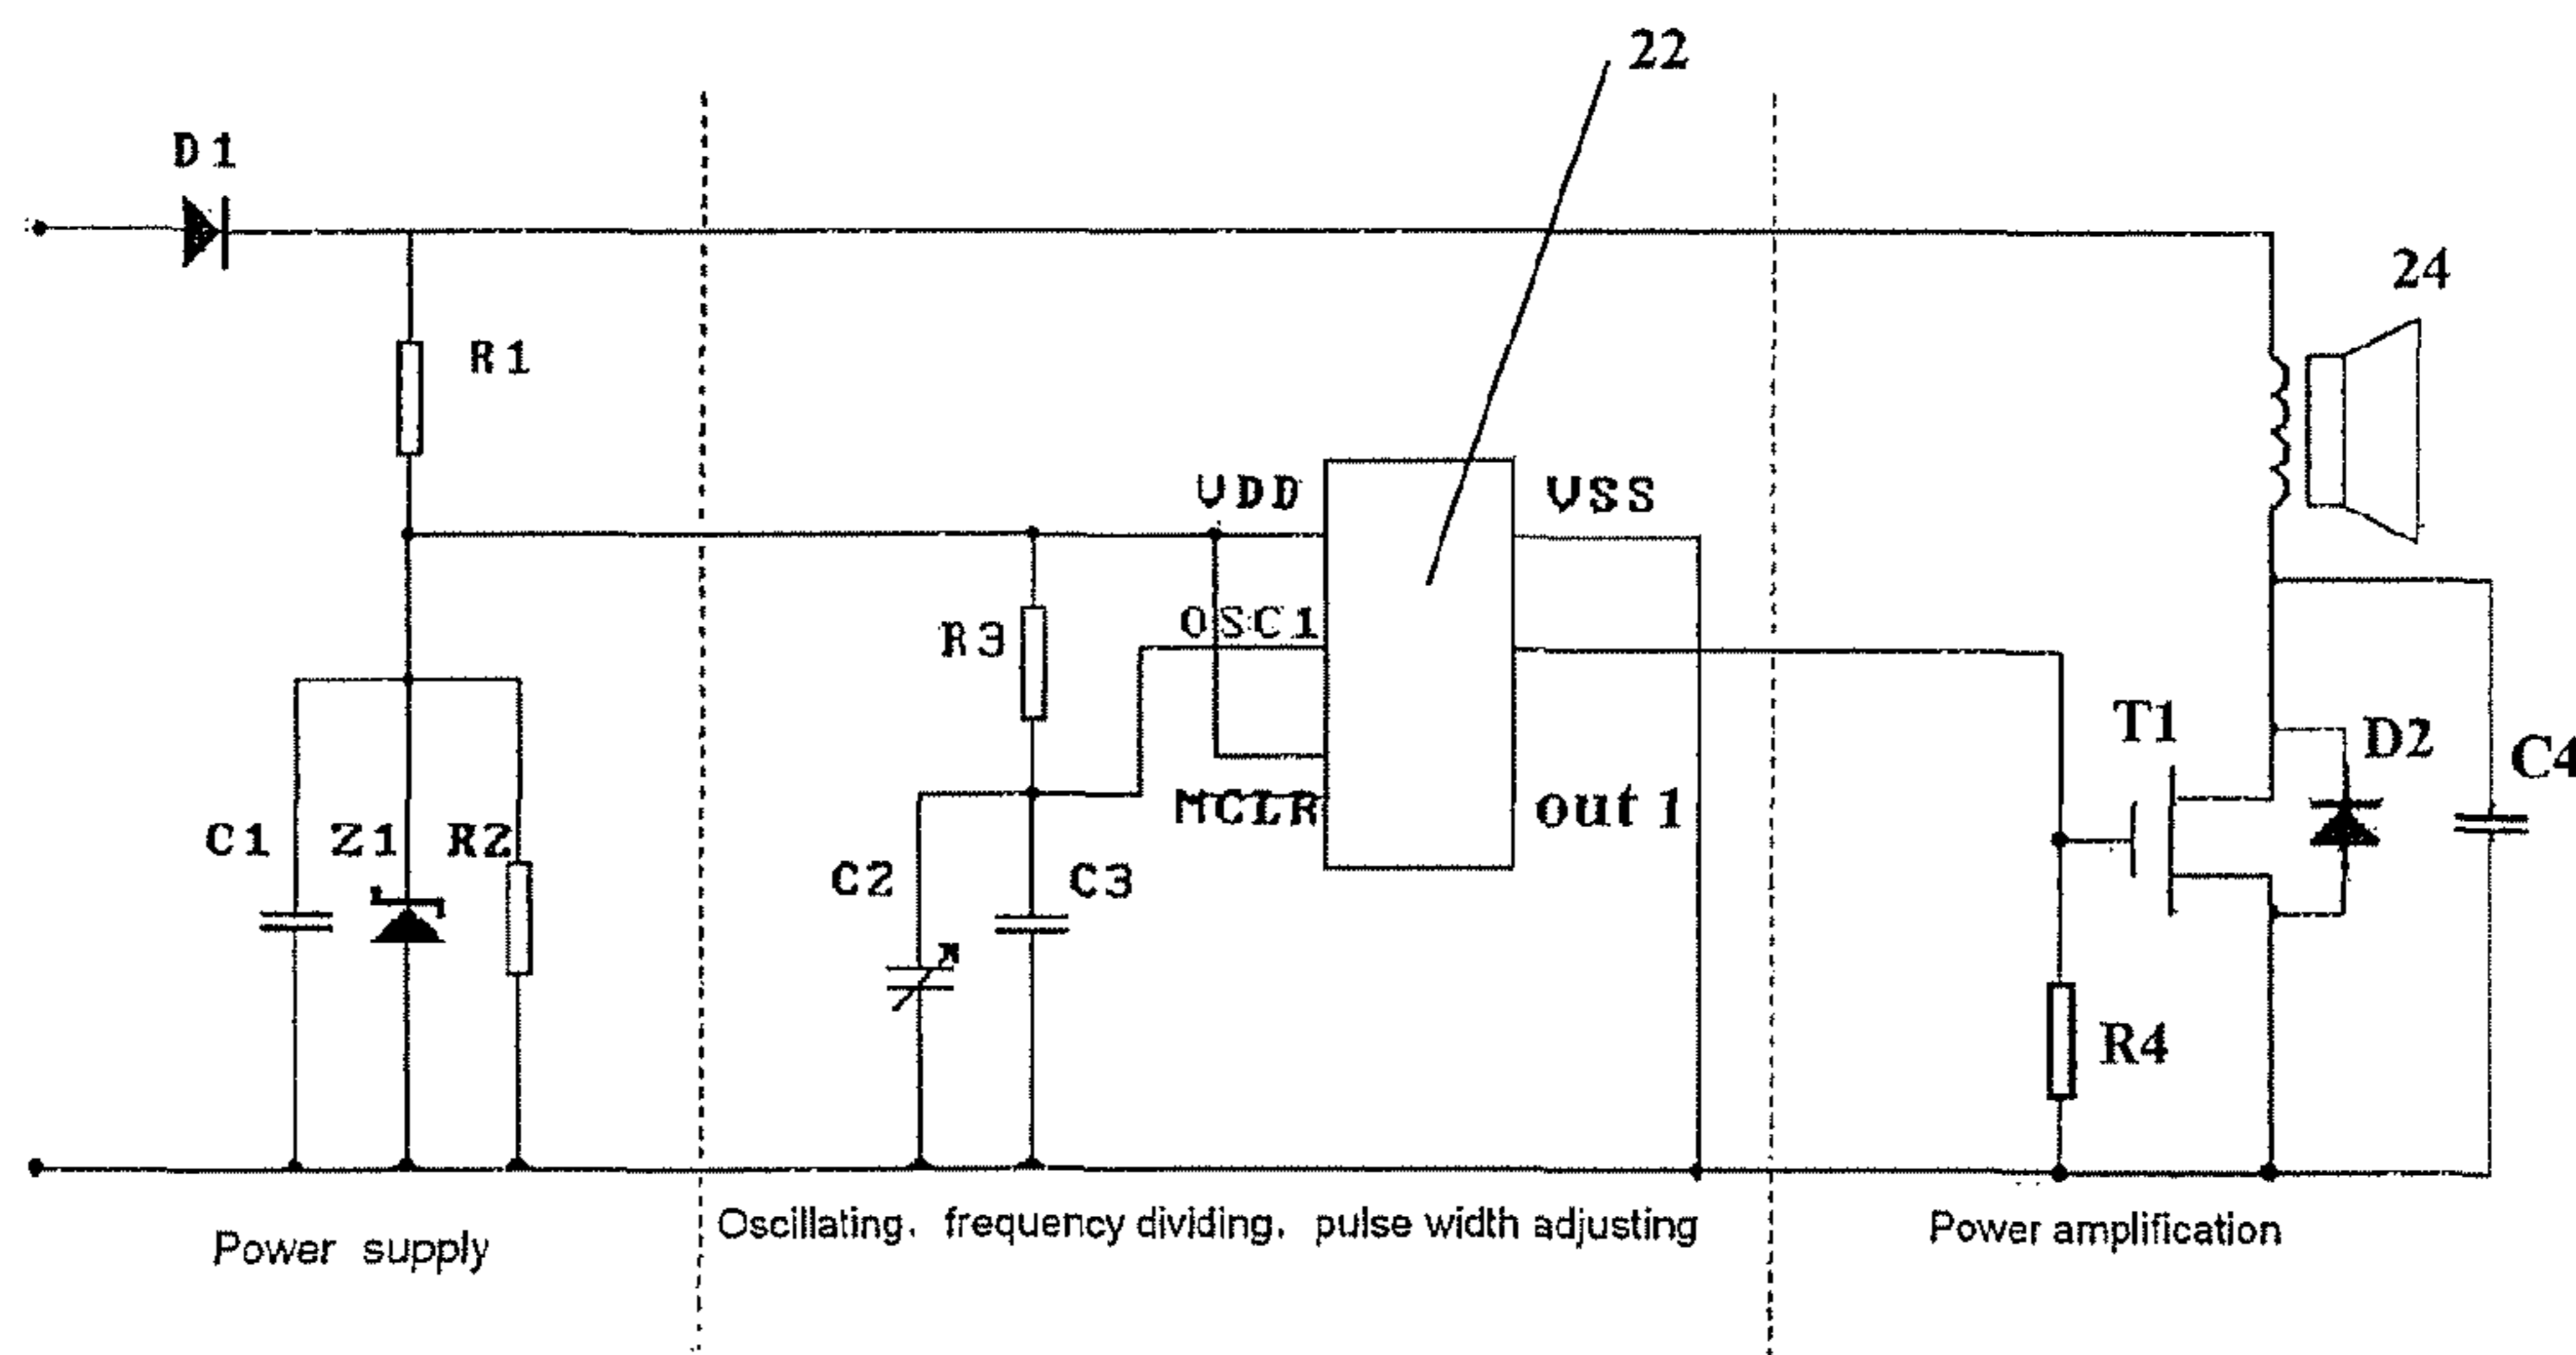 22
D1
24
R1
VDD
VSS
OSC1
R3
T1
D2
C4
MCLR
out 1
C1
Z1
R2
C2
C3
R4
Power supply
Oscillating, frequency dividing, pulse width adjusting
Power amplification